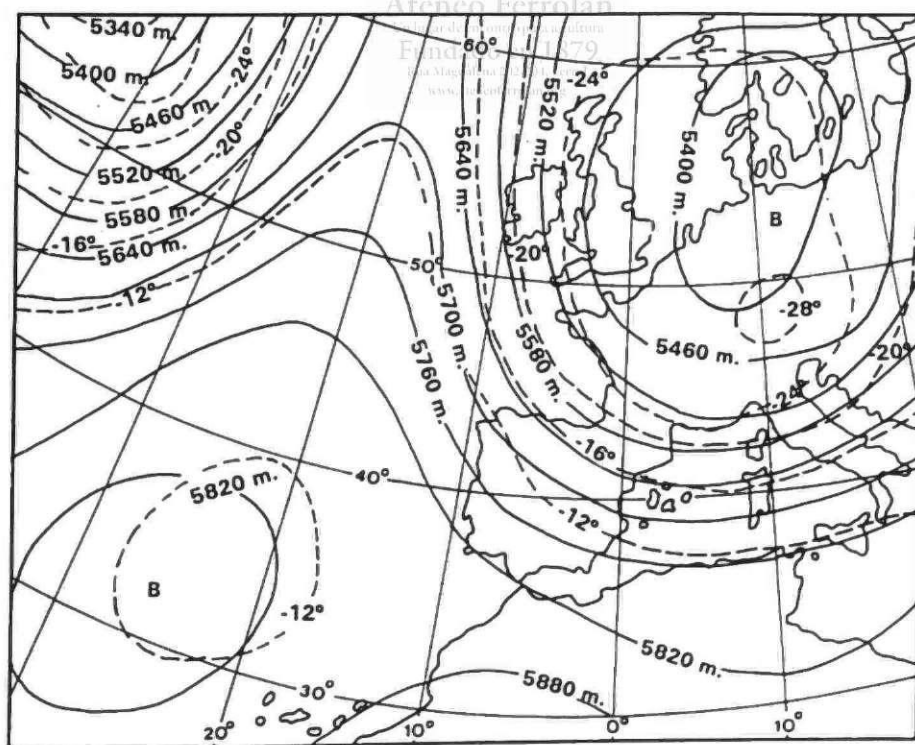 Ateneo Ferrolán
Fundado en 1879
5340 m.
5400 m.
5460 m.
-24°
-20°
5520 m.
5580 m.
-16°
5640 m.
-12°
60°
-24°
5520 m.
5640 m.
5400 m.
B
-20°
50°
5700 m.
5760 m.
5580 m.
-28°
5460 m.
-20°
-24°
-16°
40°
5820 m.
-12°
B
-12°
5820 m.
5880 m.
30°
20°
10°
0°
10°